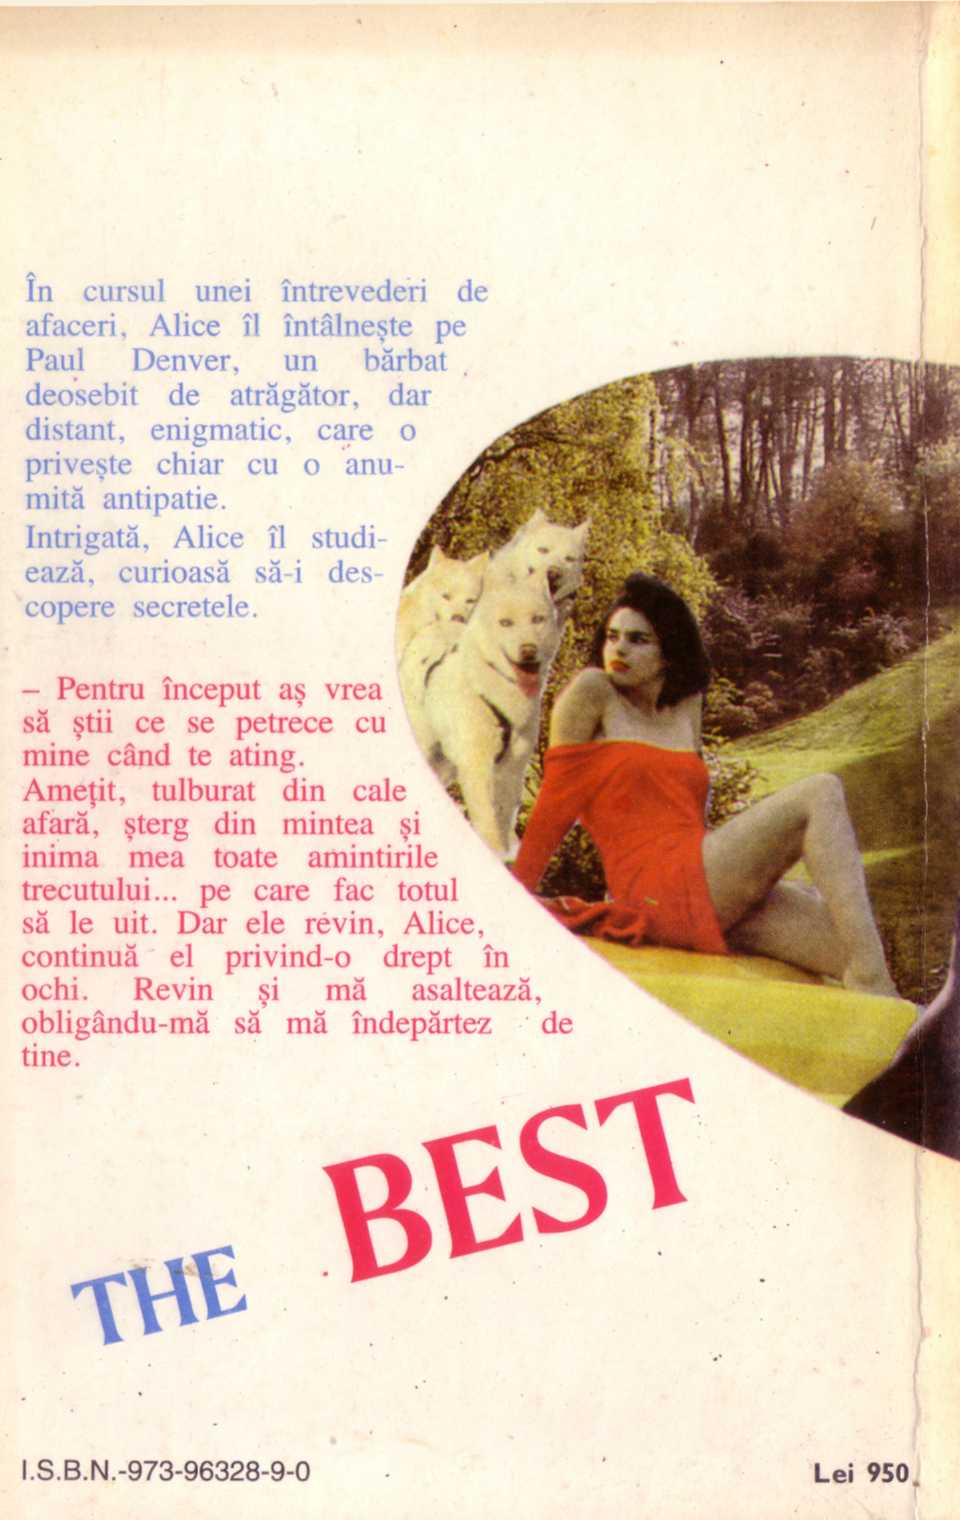 În cursul unei întrevederi de
afaceri, Alice îl întâlnește pe
Paul Denver, un bărbat
deosebit de atrăgător, dar
distant, enigmatic, care o
privește chiar cu o anu-
mită antipatie.
Intrigată, Alice îl studi-
ează, curioasă să-i des-
copere secretele.
– Pentru început aș vrea
să știi ce se petrece cu
mine când te ating.
Amețit, tulburat din cale
afară, șterg din mintea și
inima mea toate amintirile
trecutului... pe care fac totul
să le uit. Dar ele revin, Alice,
continuă el privind-o drept în
ochi. Revin și mă asaltează,
obligându-mă să mă îndepărtez de
tine.
THE BEST
I.S.B.N.-973-96328-9-0
Lei 950